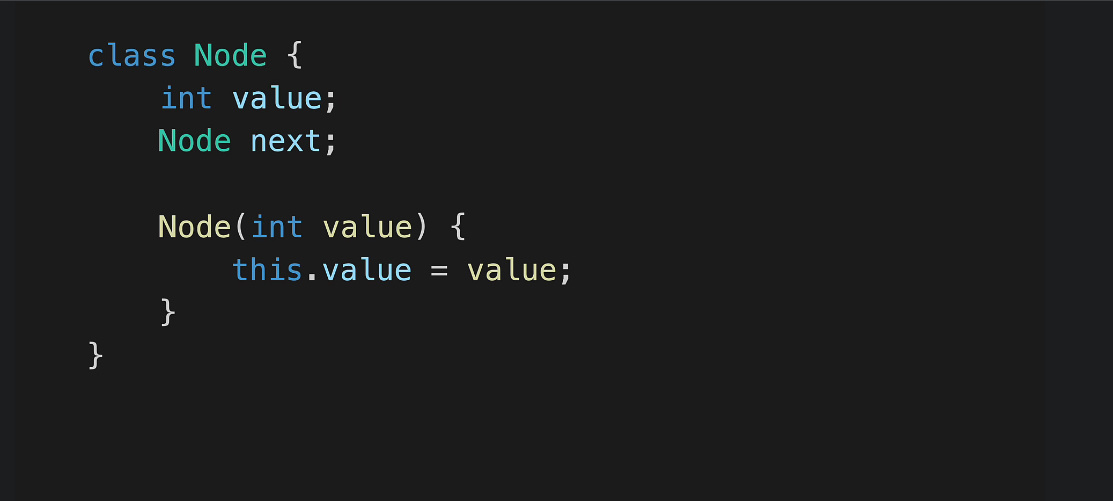 class Node {
    int value;
    Node next;

    Node(int value) {
        this.value = value;
    }
}